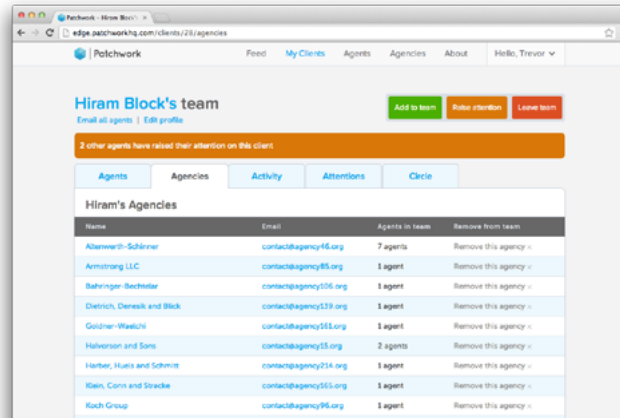 Patchwork - Hiram Block's
edge.patchworkhq.com/clients/28/agencies
Patchwork Feed My Clients Agents Agencies About Hello, Trevor
Hiram Block's team
Add to team Raise attention Leave team
Email all agents | Edit profile
2 other agents have raised their attention on this client
Agents Agencies Activity Attentions Circle
Hiram's Agencies
Name Email Agents in team Remove from team
Altenwerth-Schinner contact@agency46.org 7 agents Remove this agency ×
Armstrong LLC contact@agency85.org 1 agent Remove this agency ×
Bahringer-Bechtelar contact@agency106.org 1 agent Remove this agency ×
Dietrich, Denesik and Blick contact@agency139.org 1 agent Remove this agency ×
Goldner-Waelchi contact@agency161.org 1 agent Remove this agency ×
Halvorson and Sons contact@agency15.org 2 agents Remove this agency ×
Harber, Huels and Schmitt contact@agency214.org 1 agent Remove this agency ×
Klein, Conn and Stracke contact@agency165.org 1 agent Remove this agency ×
Koch Group contact@agency96.org 1 agent Remove this agency ×